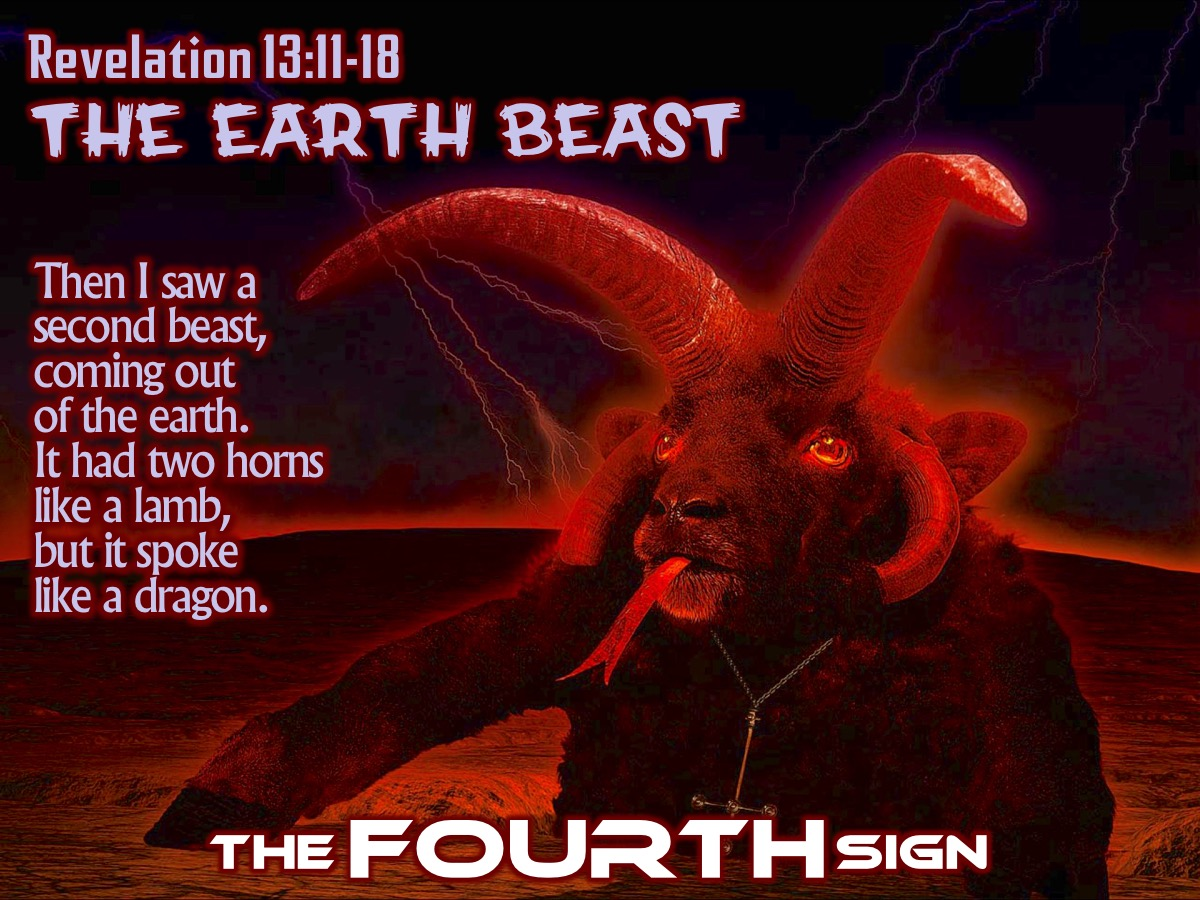 Revelation 13:11-18
THE EARTH BEAST
Then I saw a
second beast,
coming out
of the earth.
It had two horns
like a lamb,
but it spoke
like a dragon.
THE FOURTH SIGN